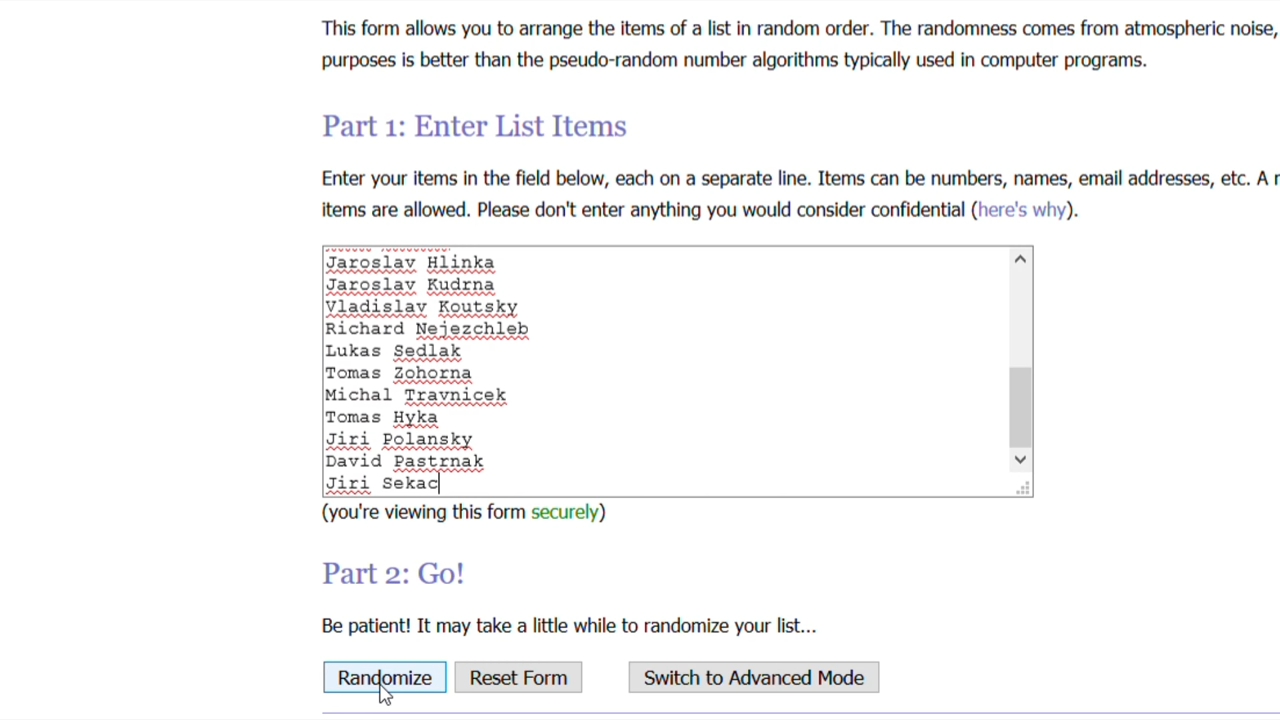 This form allows you to arrange the items of a list in random order. The randomness comes from atmospheric noise,
purposes is better than the pseudo-random number algorithms typically used in computer programs.
Part 1: Enter List Items
Enter your items in the field below, each on a separate line. Items can be numbers, names, email addresses, etc. A
items are allowed. Please don't enter anything you would consider confidential (here's why).
Jaroslav Hlinka
Jaroslav Kudrna
Vladislav Koutsky
Richard Nejezchleb
Lukas Sedlak
Tomas Zohorna
Michal Travnicek
Tomas Hyka
Jiri Polansky
David Pastrnak
Jiri Sekac
(you're viewing this form securely)
Part 2: Go!
Be patient! It may take a little while to randomize your list...
Randomize Reset Form Switch to Advanced Mode